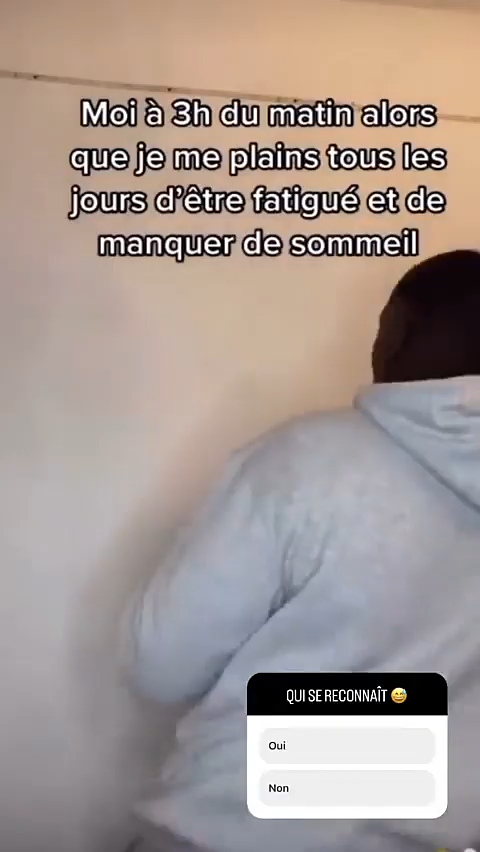 Moi à 3h du matin alors
que je me plains tous les
jours d'être fatigué et de
manquer de sommeil
QUI SE RECONNAÎT 😅
Oui
Non